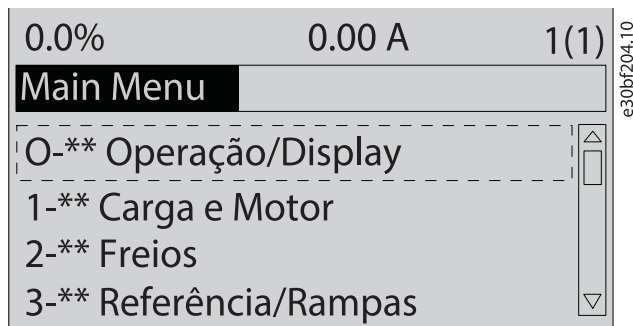 0.0% 0.00 A 1(1)
Main Menu
O-** Operação/Display
1-** Carga e Motor
2-** Freios
3-** Referência/Rampas
e30bf204.10